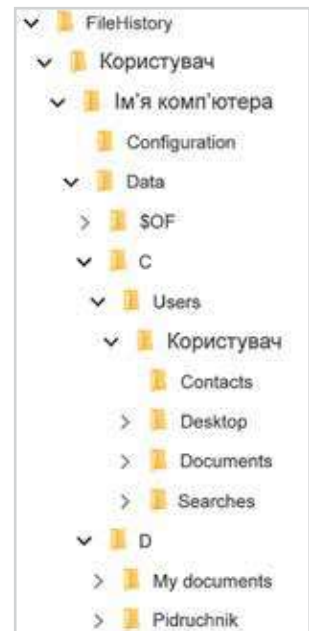 FileHistory
Користувач
Ім’я комп’ютера
Configuration
Data
$OF
C
Users
Користувач
Contacts
Desktop
Documents
Searches
D
My documents
Pidruchnik